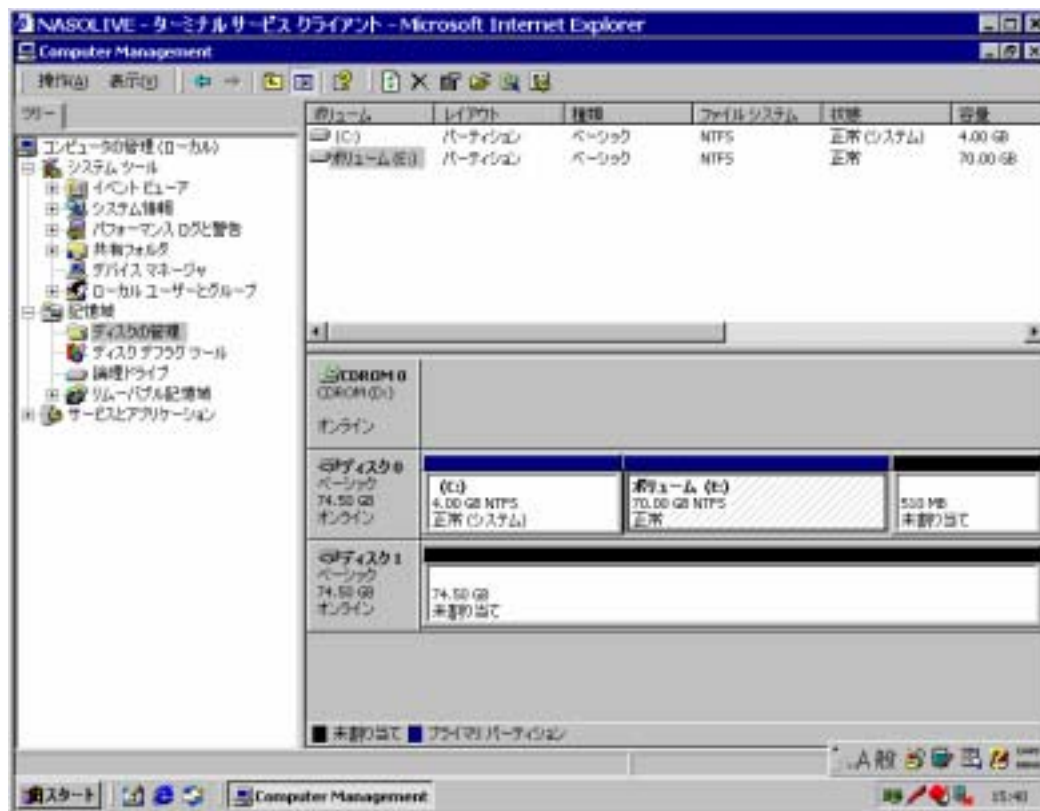 NASOLIVE - ターミナル サービス クライアント - Microsoft Internet Explorer
Computer Management
操作(A) 表示(V)
ツリー
コンピュータの管理 (ローカル)
システム ツール
イベント ビューア
システム情報
パフォーマンス ログと警告
共有フォルダ
デバイス マネージャ
ローカル ユーザーとグループ
記憶域
ディスクの管理
ディスク デフラグ ツール
論理ドライブ
リムーバブル記憶域
サービスとアプリケーション
ボリューム レイアウト 種類 ファイル システム 状態 容量
(C:) パーティション ベーシック NTFS 正常 (システム) 4.00 GB
ボリューム (E:) パーティション ベーシック NTFS 正常 70.00 GB
CDROM 0
CDROM (D:)
オンライン
ディスク 0
ベーシック
74.50 GB
オンライン
(C:)
4.00 GB NTFS
正常 (システム)
ボリューム (E:)
70.00 GB NTFS
正常
510 MB
未割り当て
ディスク 1
ベーシック
74.50 GB
オンライン
74.50 GB
未割り当て
未割り当て プライマリ パーティション
A 般
スタート Computer Management 15:40